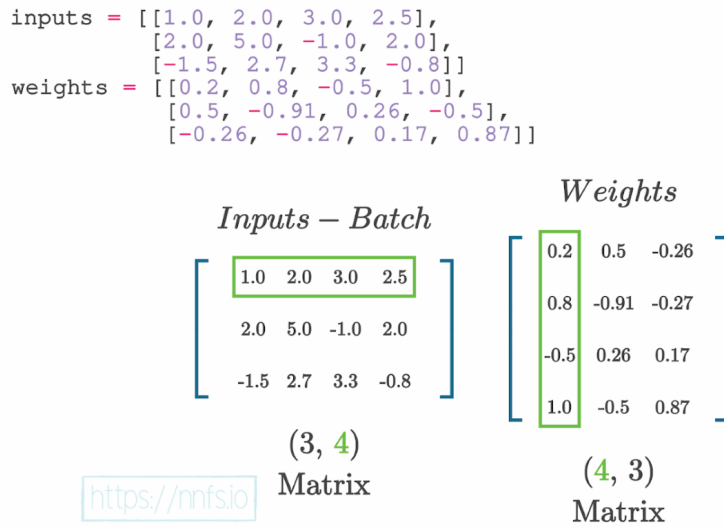 inputs = [[1.0, 2.0, 3.0, 2.5],
[2.0, 5.0, -1.0, 2.0],
[-1.5, 2.7, 3.3, -0.8]]
weights = [[0.2, 0.8, -0.5, 1.0],
[0.5, -0.91, 0.26, -0.5],
[-0.26, -0.27, 0.17, 0.87]]
Inputs – Batch
1.0 2.0 3.0 2.5
2.0 5.0 -1.0 2.0
-1.5 2.7 3.3 -0.8
(3, 4)
Matrix
Weights
0.2 0.5 -0.26
0.8 -0.91 -0.27
-0.5 0.26 0.17
1.0 -0.5 0.87
(4, 3)
Matrix
https://nnfs.io